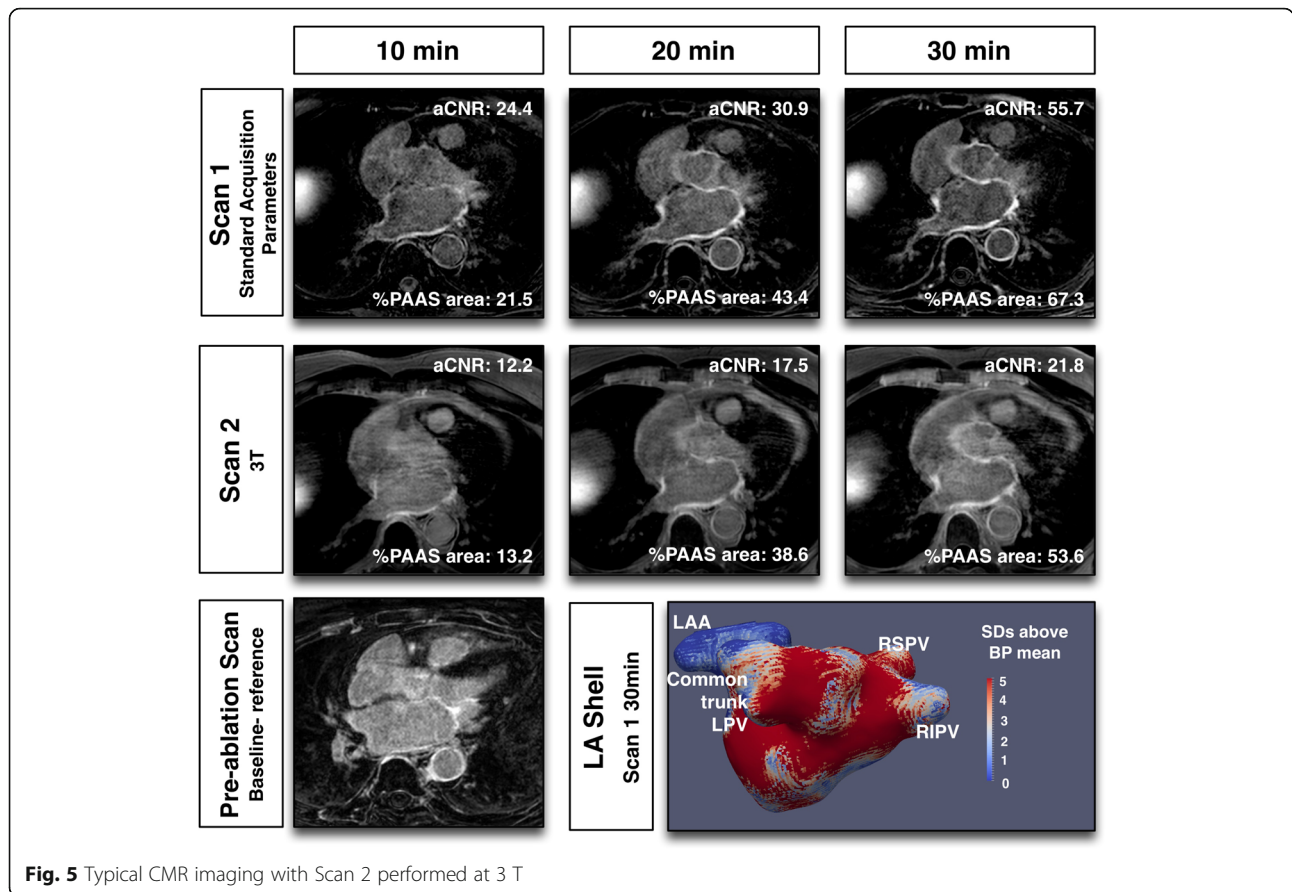 10 min
20 min
30 min
Scan 1
Standard Acquisition
Parameters
aCNR: 24.4
%PAAS area: 21.5
aCNR: 30.9
%PAAS area: 43.4
aCNR: 55.7
%PAAS area: 67.3
Scan 2
3T
aCNR: 12.2
%PAAS area: 13.2
aCNR: 17.5
%PAAS area: 38.6
aCNR: 21.8
%PAAS area: 53.6
Pre-ablation Scan
Baseline- reference
LA Shell
Scan 1 30min
LAA
Common
trunk
LPV
RSPV
RIPV
SDs above
BP mean
5
4
3
2
1
0
Fig. 5 Typical CMR imaging with Scan 2 performed at 3 T